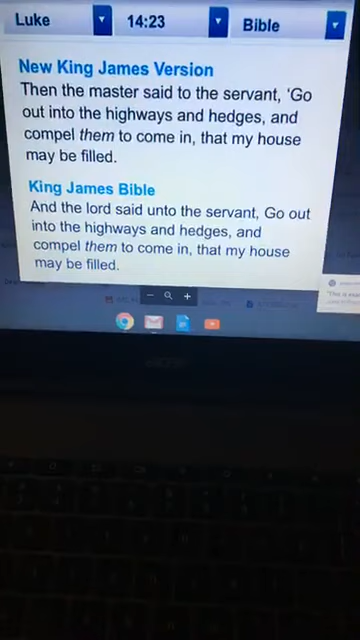 Luke 14:23 Bible
New King James Version
Then the master said to the servant, ‘Go
out into the highways and hedges, and
compel them to come in, that my house
may be filled.
King James Bible
And the lord said unto the servant, Go out
into the highways and hedges, and
compel them to come in, that my house
may be filled.